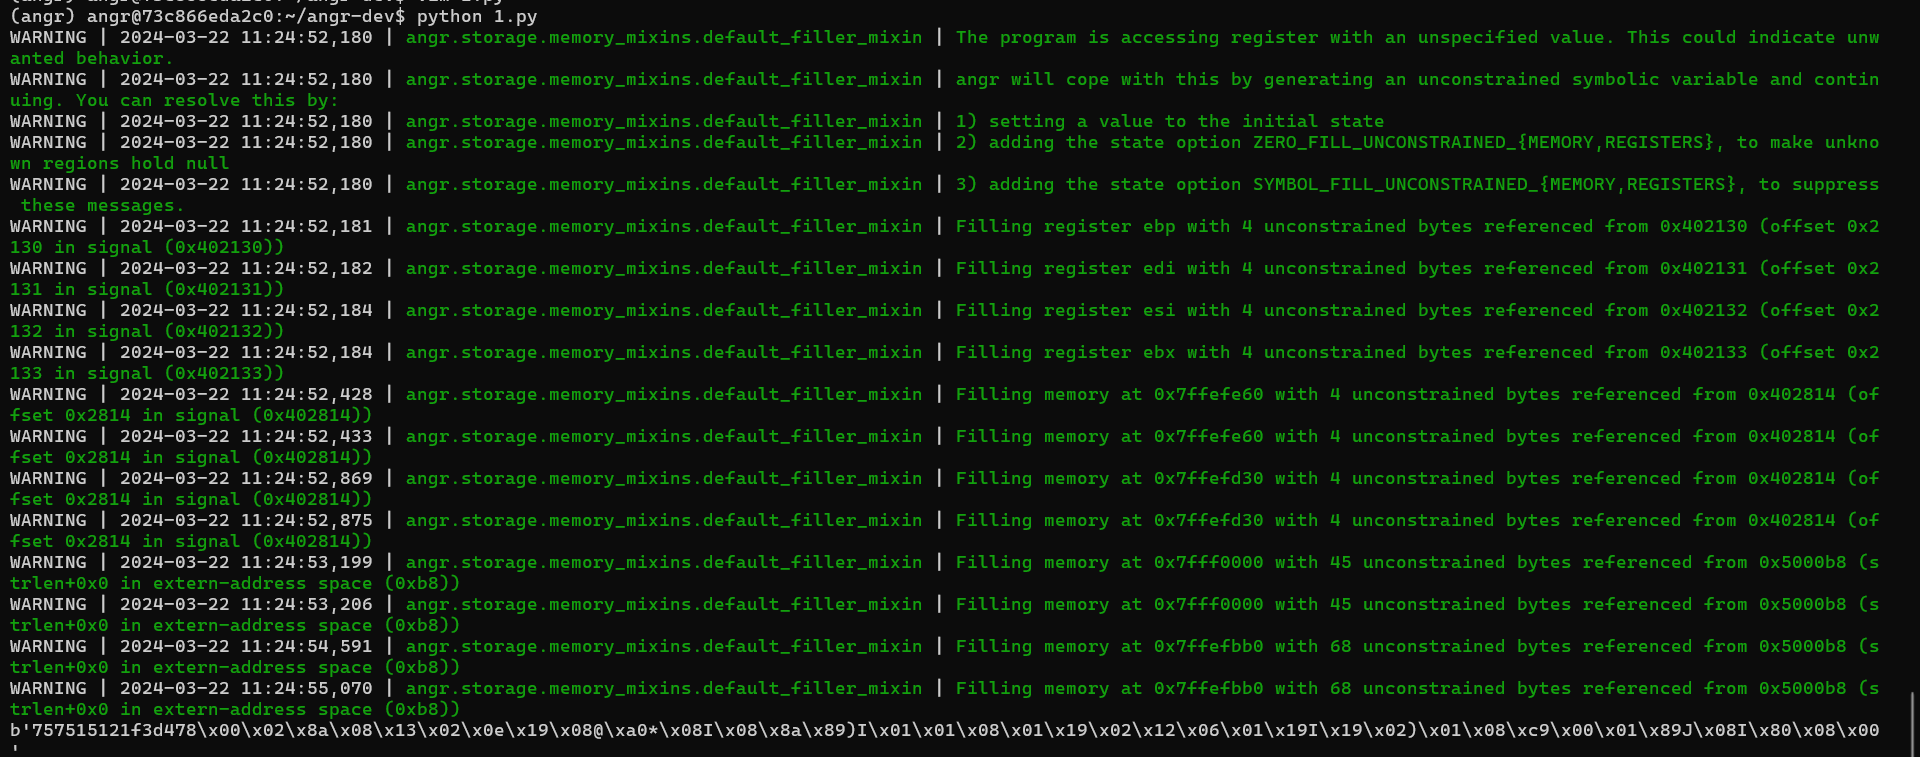 (angr) angr@73c866eda2c0:~/angr-dev$ python 1.py
WARNING | 2024-03-22 11:24:52,180 | angr.storage.memory_mixins.default_filler_mixin | The program is accessing register with an unspecified value. This could indicate unw
anted behavior.
WARNING | 2024-03-22 11:24:52,180 | angr.storage.memory_mixins.default_filler_mixin | angr will cope with this by generating an unconstrained symbolic variable and contin
uing. You can resolve this by:
WARNING | 2024-03-22 11:24:52,180 | angr.storage.memory_mixins.default_filler_mixin | 1) setting a value to the initial state
WARNING | 2024-03-22 11:24:52,180 | angr.storage.memory_mixins.default_filler_mixin | 2) adding the state option ZERO_FILL_UNCONSTRAINED_{MEMORY,REGISTERS}, to make unkno
wn regions hold null
WARNING | 2024-03-22 11:24:52,180 | angr.storage.memory_mixins.default_filler_mixin | 3) adding the state option SYMBOL_FILL_UNCONSTRAINED_{MEMORY,REGISTERS}, to suppress
 these messages.
WARNING | 2024-03-22 11:24:52,181 | angr.storage.memory_mixins.default_filler_mixin | Filling register ebp with 4 unconstrained bytes referenced from 0x402130 (offset 0x2
130 in signal (0x402130))
WARNING | 2024-03-22 11:24:52,182 | angr.storage.memory_mixins.default_filler_mixin | Filling register edi with 4 unconstrained bytes referenced from 0x402131 (offset 0x2
131 in signal (0x402131))
WARNING | 2024-03-22 11:24:52,184 | angr.storage.memory_mixins.default_filler_mixin | Filling register esi with 4 unconstrained bytes referenced from 0x402132 (offset 0x2
132 in signal (0x402132))
WARNING | 2024-03-22 11:24:52,184 | angr.storage.memory_mixins.default_filler_mixin | Filling register ebx with 4 unconstrained bytes referenced from 0x402133 (offset 0x2
133 in signal (0x402133))
WARNING | 2024-03-22 11:24:52,428 | angr.storage.memory_mixins.default_filler_mixin | Filling memory at 0x7ffefe60 with 4 unconstrained bytes referenced from 0x402814 (of
fset 0x2814 in signal (0x402814))
WARNING | 2024-03-22 11:24:52,433 | angr.storage.memory_mixins.default_filler_mixin | Filling memory at 0x7ffefe60 with 4 unconstrained bytes referenced from 0x402814 (of
fset 0x2814 in signal (0x402814))
WARNING | 2024-03-22 11:24:52,869 | angr.storage.memory_mixins.default_filler_mixin | Filling memory at 0x7ffefd30 with 4 unconstrained bytes referenced from 0x402814 (of
fset 0x2814 in signal (0x402814))
WARNING | 2024-03-22 11:24:52,875 | angr.storage.memory_mixins.default_filler_mixin | Filling memory at 0x7ffefd30 with 4 unconstrained bytes referenced from 0x402814 (of
fset 0x2814 in signal (0x402814))
WARNING | 2024-03-22 11:24:53,199 | angr.storage.memory_mixins.default_filler_mixin | Filling memory at 0x7fff0000 with 45 unconstrained bytes referenced from 0x5000b8 (s
trlen+0x0 in extern-address space (0xb8))
WARNING | 2024-03-22 11:24:53,206 | angr.storage.memory_mixins.default_filler_mixin | Filling memory at 0x7fff0000 with 45 unconstrained bytes referenced from 0x5000b8 (s
trlen+0x0 in extern-address space (0xb8))
WARNING | 2024-03-22 11:24:54,591 | angr.storage.memory_mixins.default_filler_mixin | Filling memory at 0x7ffefbb0 with 68 unconstrained bytes referenced from 0x5000b8 (s
trlen+0x0 in extern-address space (0xb8))
WARNING | 2024-03-22 11:24:55,070 | angr.storage.memory_mixins.default_filler_mixin | Filling memory at 0x7ffefbb0 with 68 unconstrained bytes referenced from 0x5000b8 (s
trlen+0x0 in extern-address space (0xb8))
b'757515121f3d478\x00\x02\x8a\x08\x13\x02\x0e\x19\x08@\xa0*\x08I\x08\x8a\x89)I\x01\x01\x08\x01\x19\x02\x12\x06\x01\x19I\x19\x02)\x01\x08\xc9\x00\x01\x89J\x08I\x80\x08\x00
'